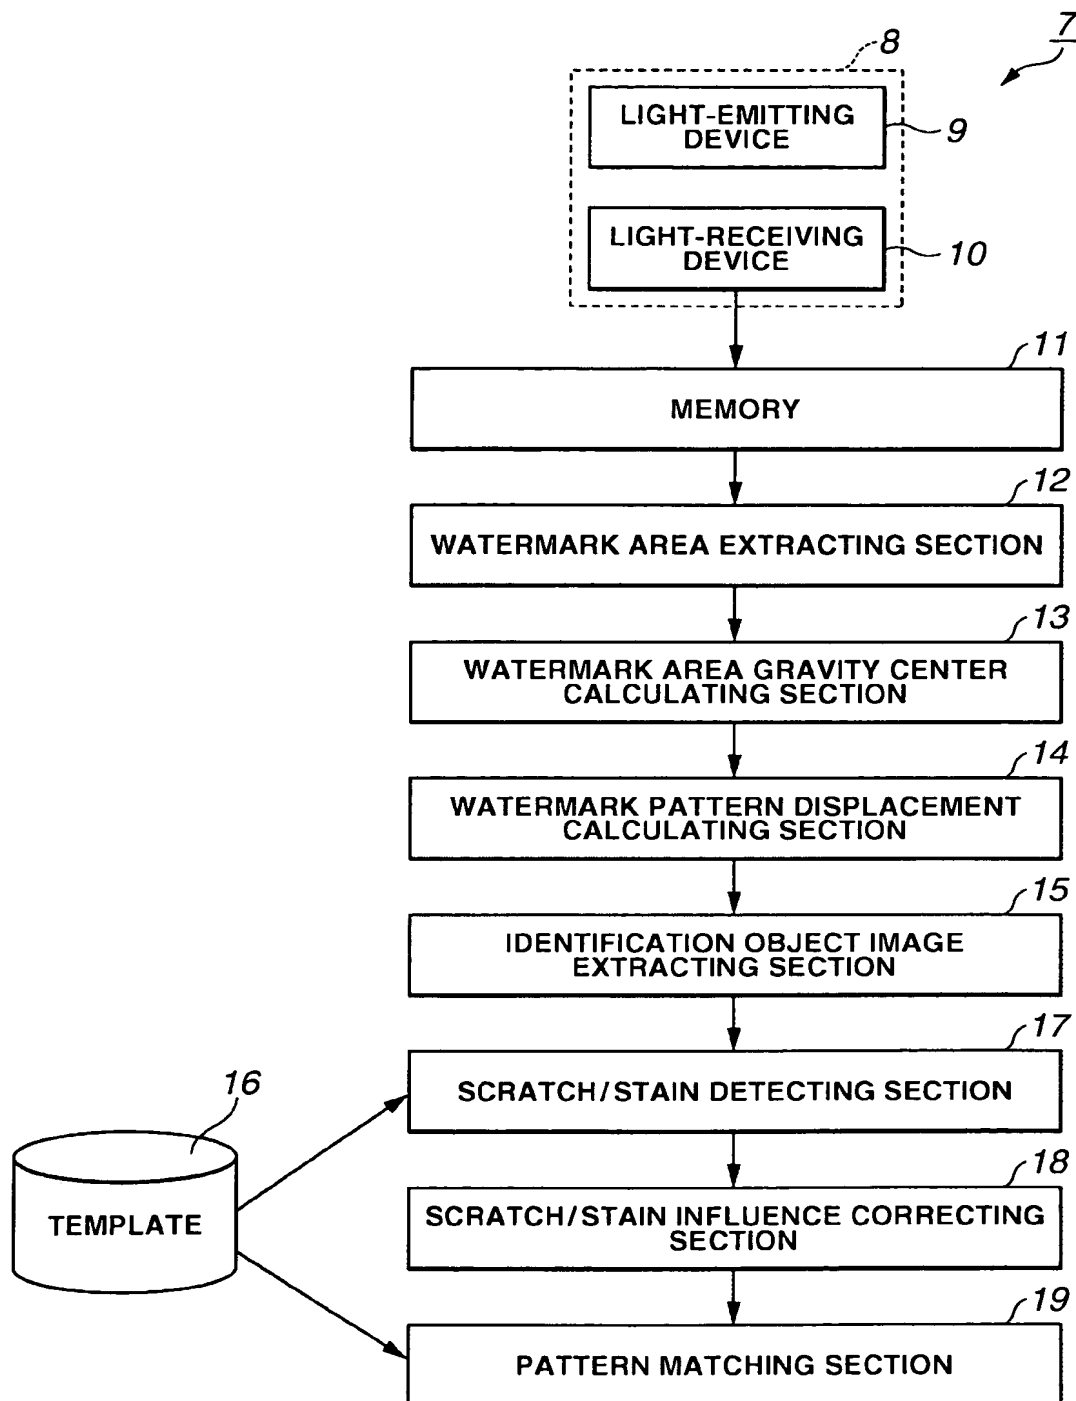 7
8
LIGHT-EMITTING
DEVICE
9
LIGHT-RECEIVING
DEVICE
10
11
MEMORY
12
WATERMARK AREA EXTRACTING SECTION
13
WATERMARK AREA GRAVITY CENTER
CALCULATING SECTION
14
WATERMARK PATTERN DISPLACEMENT
CALCULATING SECTION
15
IDENTIFICATION OBJECT IMAGE
EXTRACTING SECTION
17
SCRATCH/STAIN DETECTING SECTION
16
TEMPLATE
18
SCRATCH/STAIN INFLUENCE CORRECTING
SECTION
19
PATTERN MATCHING SECTION